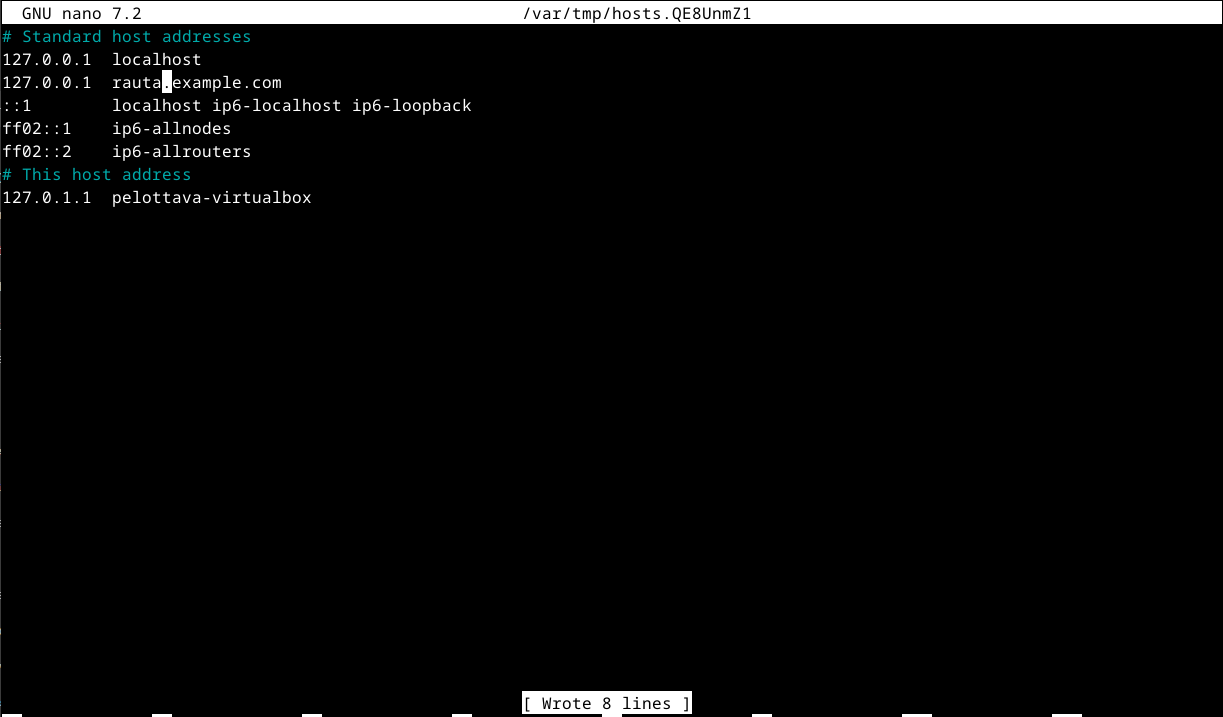 GNU nano 7.2 /var/tmp/hosts.QE8UnmZ1
# Standard host addresses
127.0.0.1  localhost
127.0.0.1  rauta.example.com
::1        localhost ip6-localhost ip6-loopback
ff02::1    ip6-allnodes
ff02::2    ip6-allrouters
# This host address
127.0.1.1  pelottava-virtualbox
[ Wrote 8 lines ]